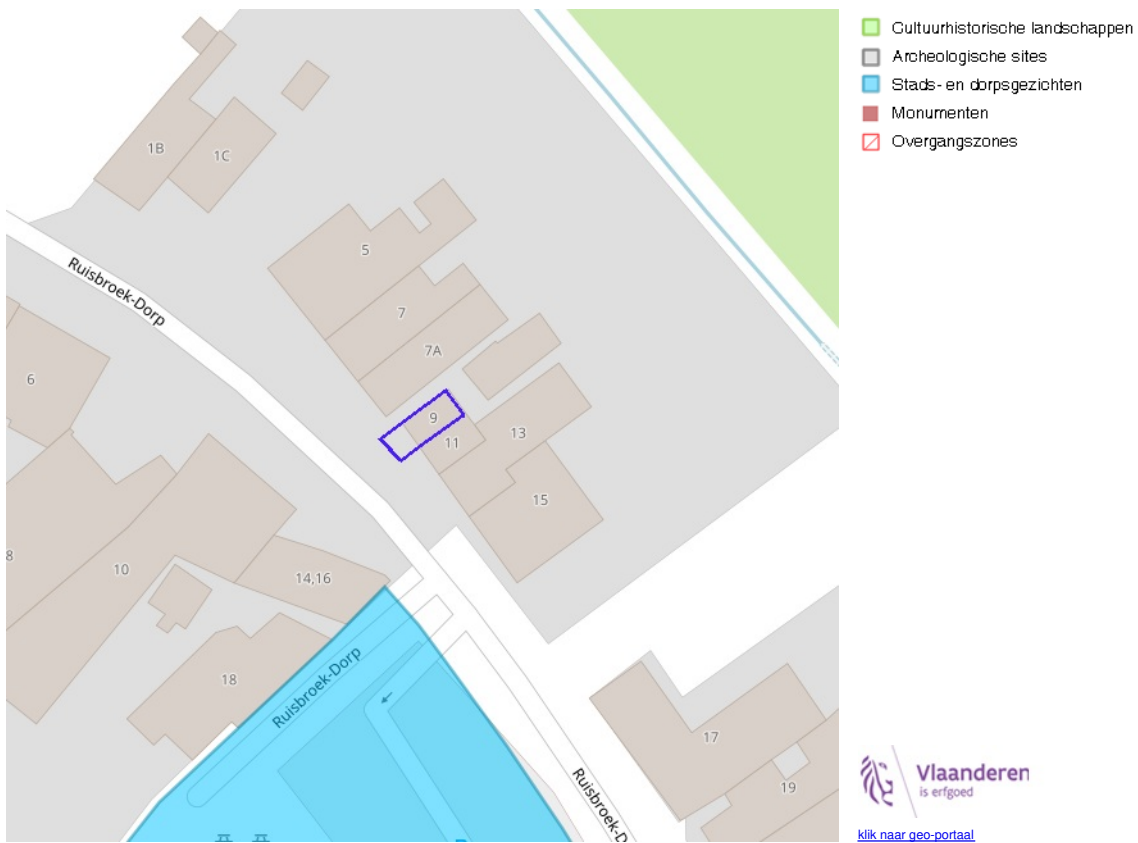 Cultuurhistorische landschappen
Archeologische sites
Stads- en dorpsgezichten
Monumenten
Overgangszones
1B
1C
5
Ruisbroek-Dorp
7
7A
6
9
11
13
15
8
10
14,16
18
Ruisbroek-Dorp
17
19
Ruisbroek-D
Vlaanderen
is erfgoed
klik naar geo-portaal